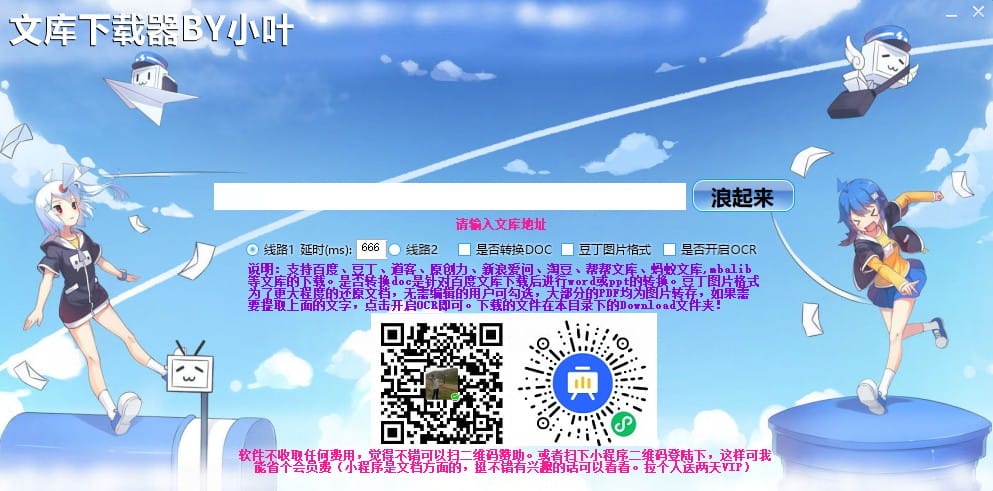 文库下载器BY小叶
浪起来
请输入文库地址
线路1 延时(ms): 666 线路2 是否转换DOC 豆丁图片格式 是否开启OCR
说明：支持百度、豆丁、道客、原创力、新浪爱问、淘豆、帮帮文库、蚂蚁文库,mbalib
等文库的下载。是否转换doc是针对百度文库下载后进行word或ppt的转换。豆丁图片格式
为了更大程度的还原文档，无需编辑的用户可勾选，大部分的PDF均为图片转存，如果需
要提取上面的文字，点击开启OCR即可。下载的文件在本目录下的Download文件夹！
软件不收取任何费用，觉得不错可以扫二维码赞助。或者扫下小程序二维码登陆下，这样可我
能省个会员费（小程序是文档方面的，挺不错有兴趣的话可以看看。拉个人送两天VIP）